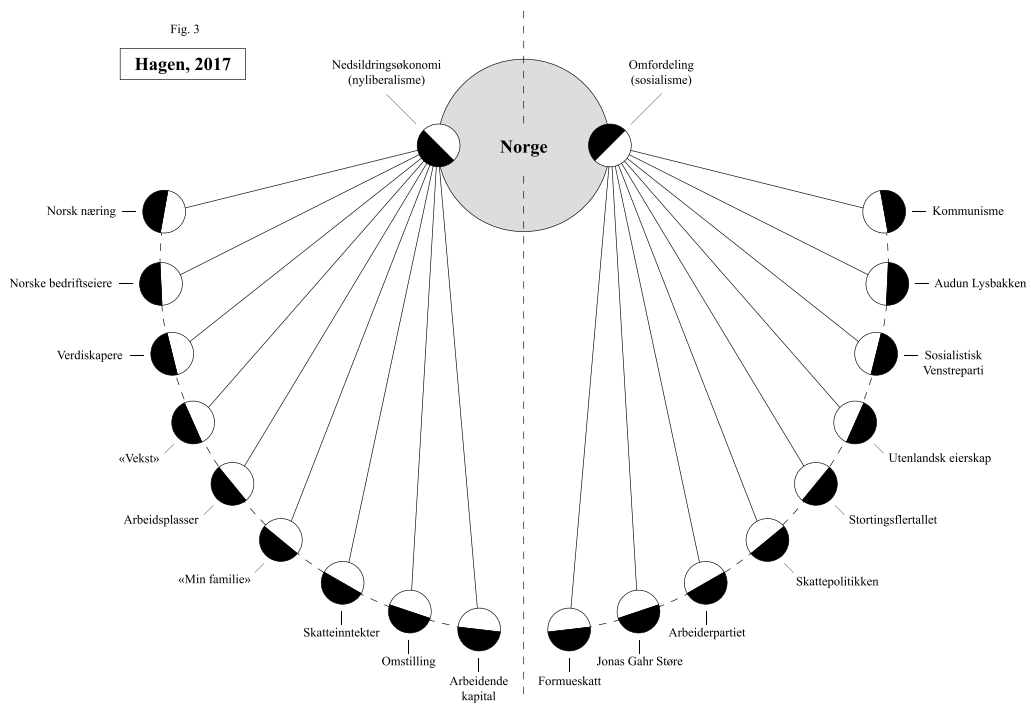 Fig. 3
Hagen, 2017
Nedsildringsøkonomi
(nyliberalisme)
Omfordeling
(sosialisme)
Norge
Norsk næring
Norske bedriftseiere
Verdiskapere
«Vekst»
Arbeidsplasser
«Min familie»
Skatteinntekter
Omstilling
Arbeidende
kapital
Kommunisme
Audun Lysbakken
Sosialistisk
Venstreparti
Utenlandsk eierskap
Stortingsflertallet
Skattepolitikken
Arbeiderpartiet
Jonas Gahr Støre
Formueskatt